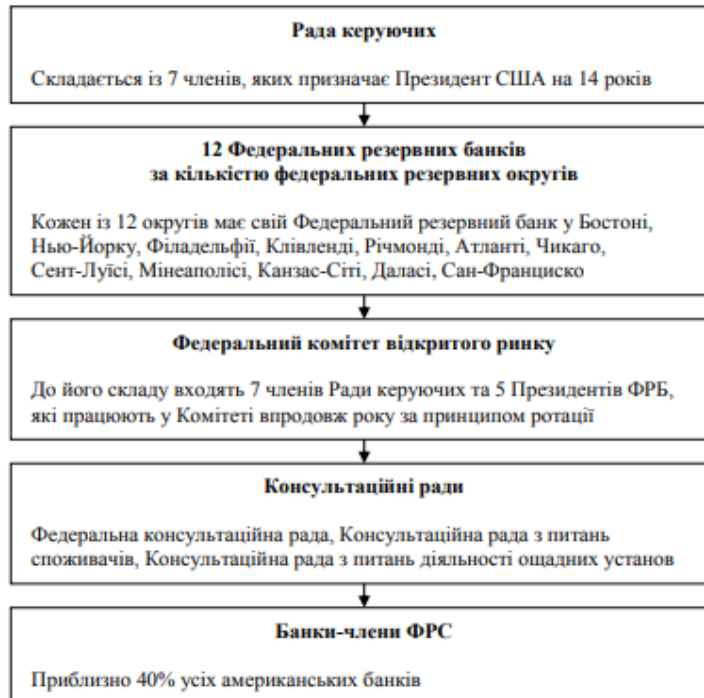 Рада керуючих
Складається із 7 членів, яких призначає Президент США на 14 років
12 Федеральних резервних банків
за кількістю федеральних резервних округів
Кожен із 12 округів має свій Федеральний резервний банк у Бостоні,
Нью-Йорку, Філадельфії, Клівленді, Річмонді, Атланті, Чикаго,
Сент-Луїсі, Мінеаполісі, Канзас-Сіті, Даласі, Сан-Франциско
Федеральний комітет відкритого ринку
До його складу входять 7 членів Ради керуючих та 5 Президентів ФРБ,
які працюють у Комітеті впродовж року за принципом ротації
Консультаційні ради
Федеральна консультаційна рада, Консультаційна рада з питань
споживачів, Консультаційна рада з питань діяльності ощадних установ
Банки-члени ФРС
Приблизно 40% усіх американських банків